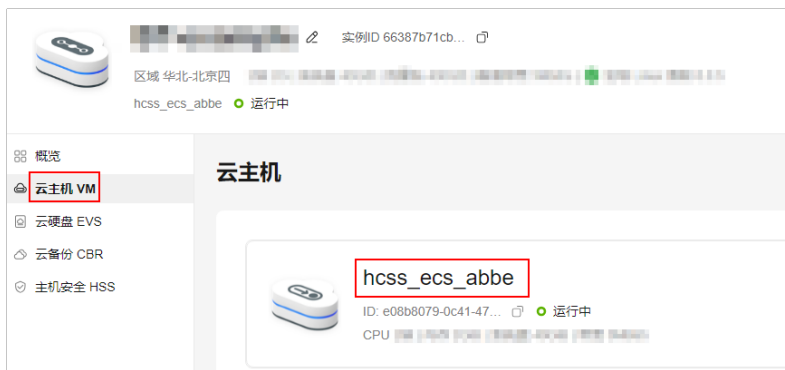 实例ID 66387b71cb...
区域 华北-北京四
hcss_ecs_abbe 运行中
概览
云主机 VM
云硬盘 EVS
云备份 CBR
主机安全 HSS
云主机
hcss_ecs_abbe
ID: e08b8079-0c41-47... 运行中
CPU